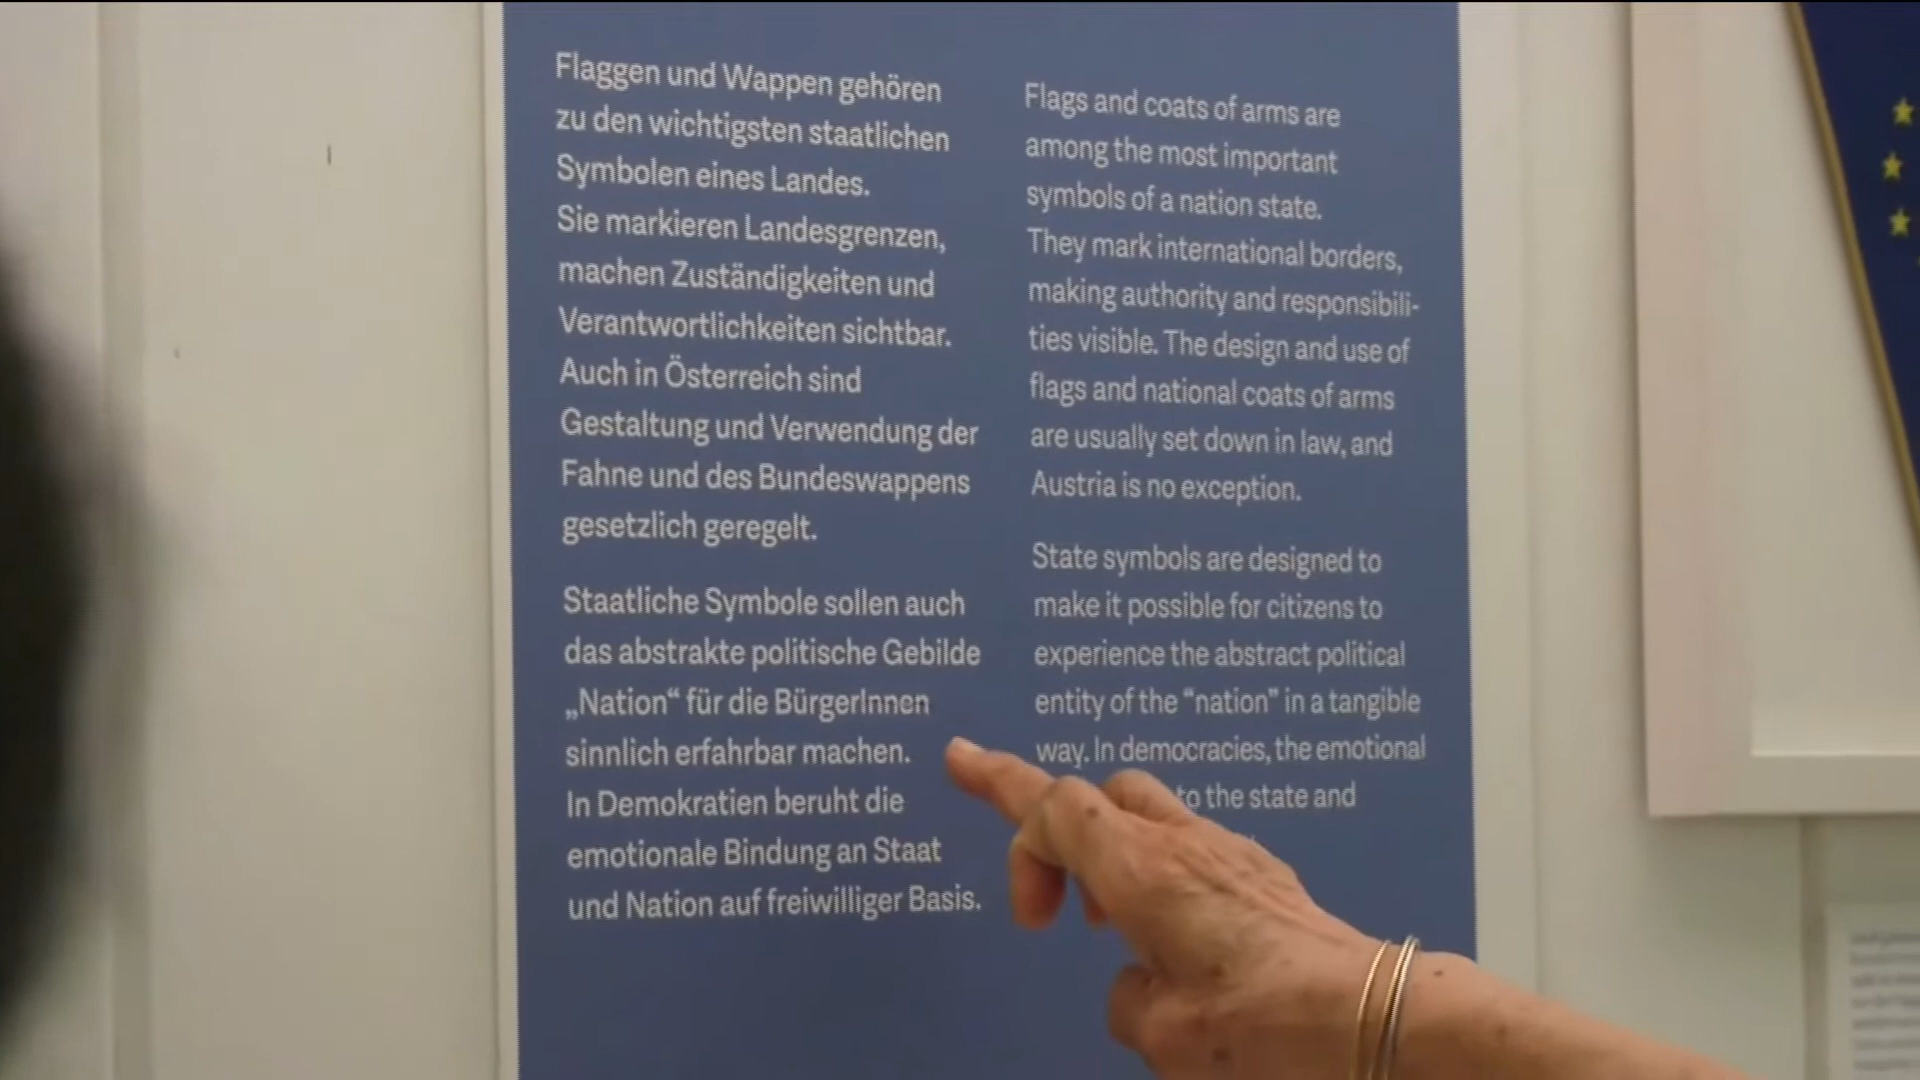 Flaggen und Wappen gehören
zu den wichtigsten staatlichen
Symbolen eines Landes.
Sie markieren Landesgrenzen,
machen Zuständigkeiten und
Verantwortlichkeiten sichtbar.
Auch in Österreich sind
Gestaltung und Verwendung der
Fahne und des Bundeswappens
gesetzlich geregelt.
Staatliche Symbole sollen auch
das abstrakte politische Gebilde
„Nation“ für die BürgerInnen
sinnlich erfahrbar machen.
In Demokratien beruht die
emotionale Bindung an Staat
und Nation auf freiwilliger Basis.
Flags and coats of arms are
among the most important
symbols of a nation state.
They mark international borders,
making authority and responsibili-
ties visible. The design and use of
flags and national coats of arms
are usually set down in law, and
Austria is no exception.
State symbols are designed to
make it possible for citizens to
experience the abstract political
entity of the “nation” in a tangible
way. In democracies, the emotional
to the state and